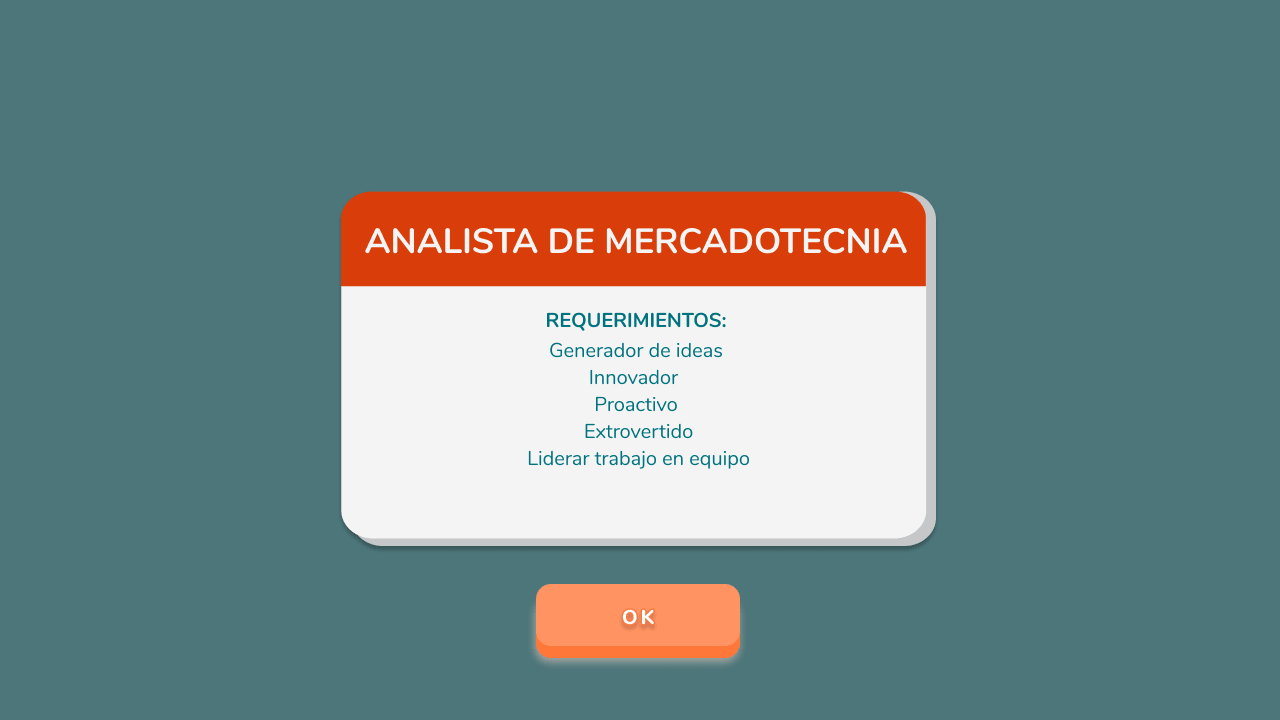 ANALISTA DE MERCADOTECNIA
REQUERIMIENTOS:
Generador de ideas
Innovador
Proactivo
Extrovertido
Liderar trabajo en equipo
OK